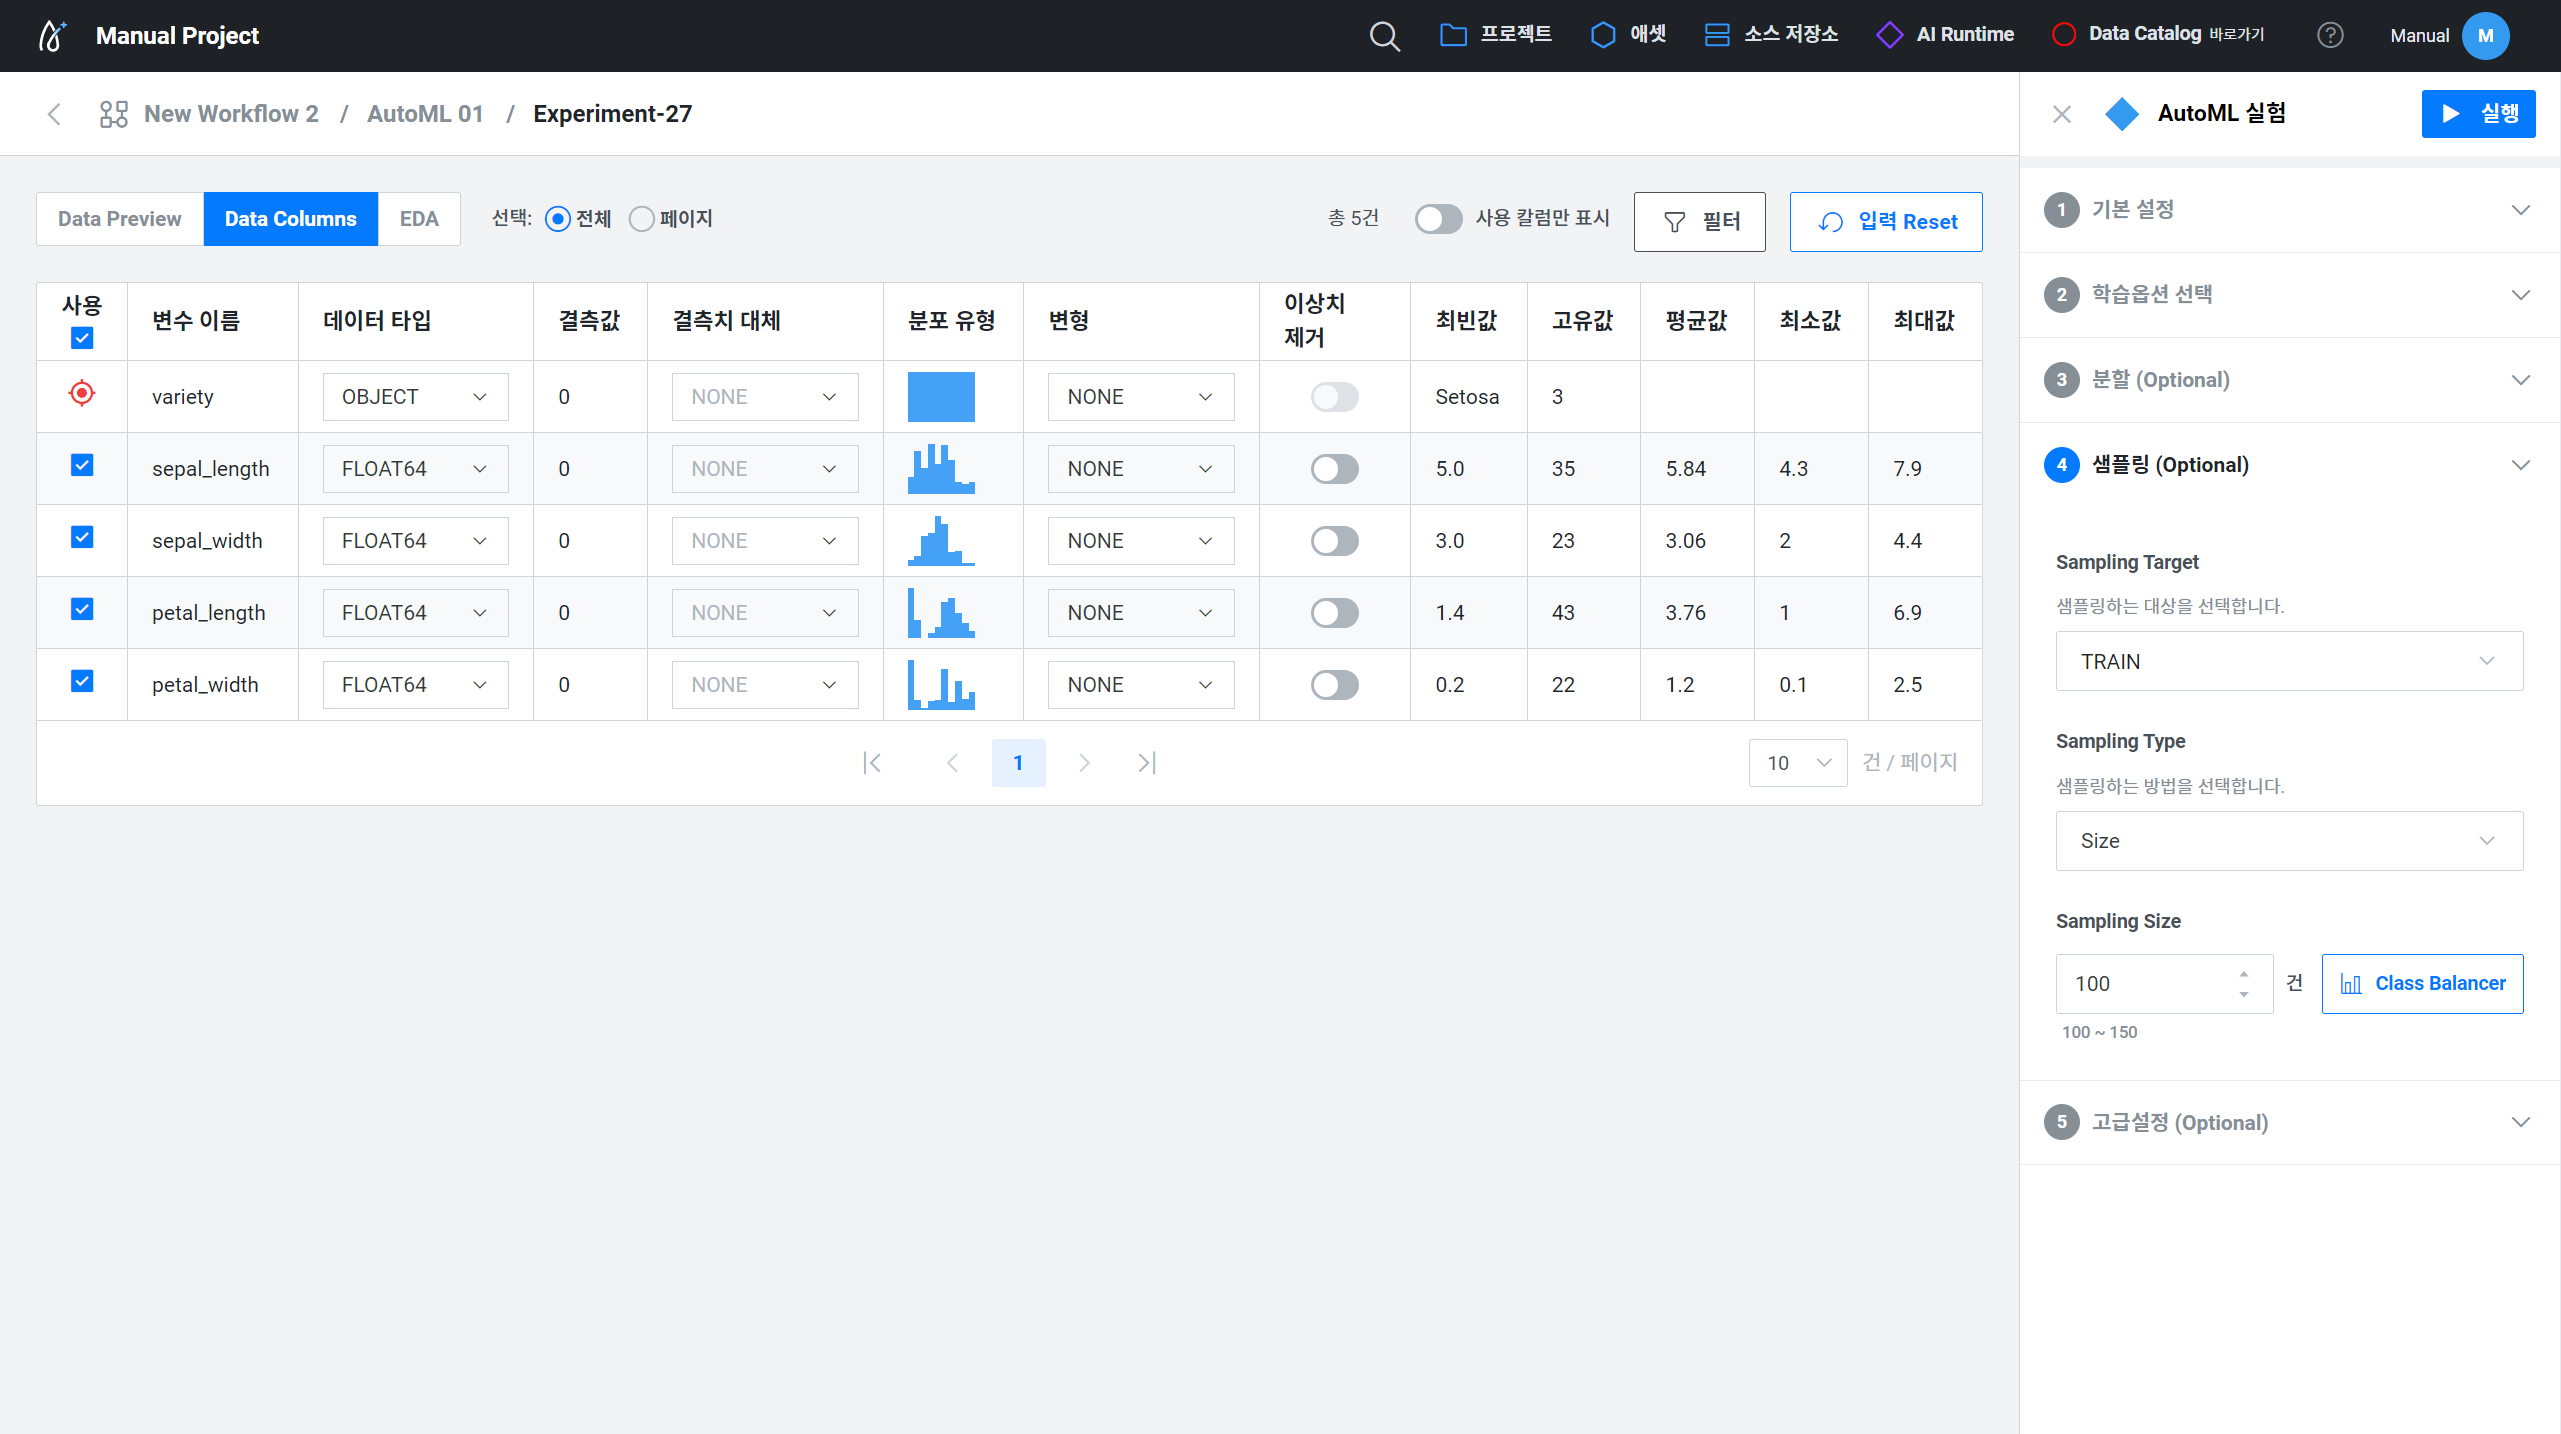 Manual Project
프로젝트
애셋
소스 저장소
AI Runtime
Data Catalog 바로가기
?
Manual
M
New Workflow 2 / AutoML 01 / Experiment-27
AutoML 실험
실행
Data Preview
Data Columns
EDA
선택: 전체 페이지
총 5건
사용 칼럼만 표시
필터
입력 Reset
사용 변수 이름 데이터 타입 결측값 결측치 대체 분포 유형 변형 이상치 제거 최빈값 고유값 평균값 최소값 최대값
variety OBJECT 0 NONE NONE Setosa 3
sepal_length FLOAT64 0 NONE NONE 5.0 35 5.84 4.3 7.9
sepal_width FLOAT64 0 NONE NONE 3.0 23 3.06 2 4.4
petal_length FLOAT64 0 NONE NONE 1.4 43 3.76 1 6.9
petal_width FLOAT64 0 NONE NONE 0.2 22 1.2 0.1 2.5
1
10 건 / 페이지
1 기본 설정
2 학습옵션 선택
3 분할 (Optional)
4 샘플링 (Optional)
Sampling Target
샘플링하는 대상을 선택합니다.
TRAIN
Sampling Type
샘플링하는 방법을 선택합니다.
Size
Sampling Size
100 건
Class Balancer
100 ~ 150
5 고급설정 (Optional)